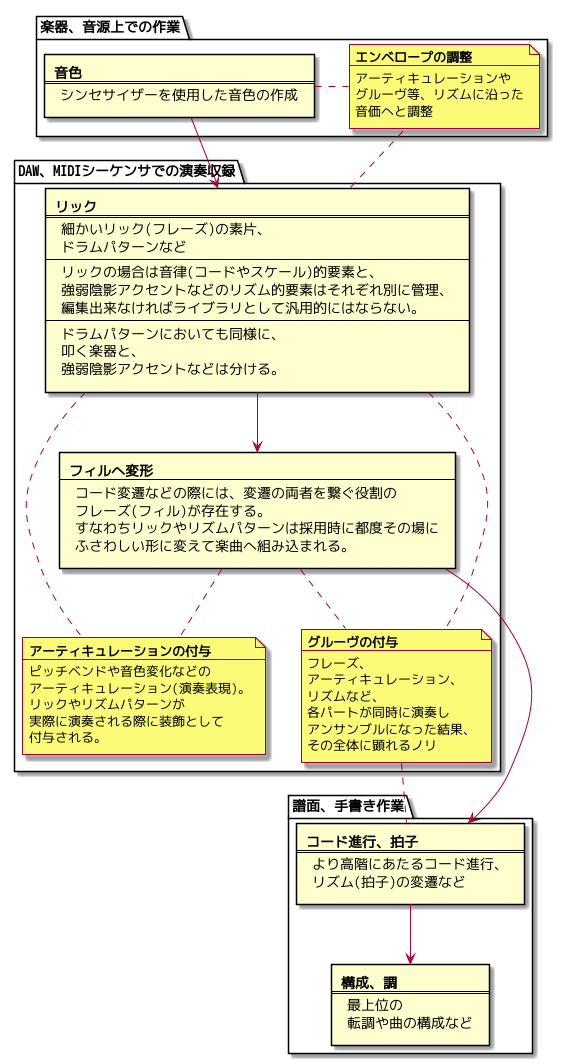 楽器、音源上での作業
音色
シンセサイザーを使用した音色の作成
エンベロープの調整
アーティキュレーションや
グルーヴ等、リズムに沿った
音価へと調整
DAW、MIDIシーケンサでの演奏収録
リック
細かいリック(フレーズ)の素片、
ドラムパターンなど
リックの場合は音律(コードやスケール)的要素と、
強弱陰影アクセントなどのリズム的要素はそれぞれ別に管理、
編集出来なければライブラリとして汎用的にはならない。
ドラムパターンにおいても同様に、
叩く楽器と、
強弱陰影アクセントなどは分ける。
フィルへ変形
コード変遷などの際には、変遷の両者を繋ぐ役割の
フレーズ(フィル)が存在する。
すなわちリックやリズムパターンは採用時に都度その場に
ふさわしい形に変えて楽曲へ組み込まれる。
アーティキュレーションの付与
ピッチベンドや音色変化などの
アーティキュレーション(演奏表現)。
リックやリズムパターンが
実際に演奏される際に装飾として
付与される。
グルーヴの付与
フレーズ、
アーティキュレーション、
リズムなど、
各パートが同時に演奏し
アンサンブルになった結果、
その全体に顕れるノリ
譜面、手書き作業
コード進行、拍子
より高階にあたるコード進行、
リズム(拍子)の変遷など
構成、調
最上位の
転調や曲の構成など